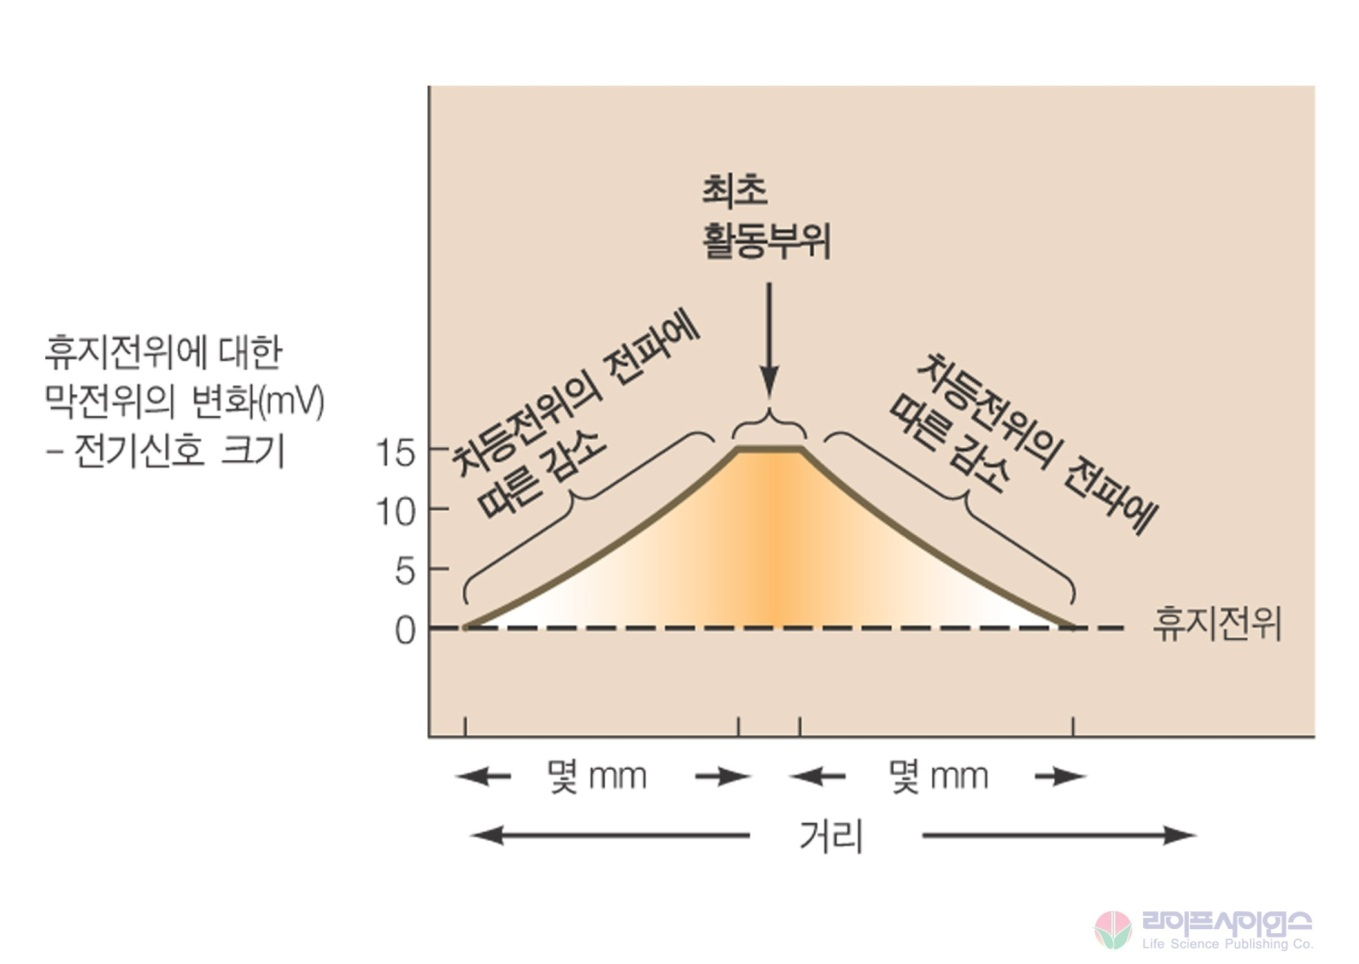 최초
활동부위
차등전위의 전파에
따른 감소
차등전위의 전파에
따른 감소
휴지전위에 대한
막전위의 변화(mV)
– 전기신호 크기
15
10
5
0
휴지전위
몇 mm
몇 mm
거리
라이프사이언스
Life Science Publishing Co.